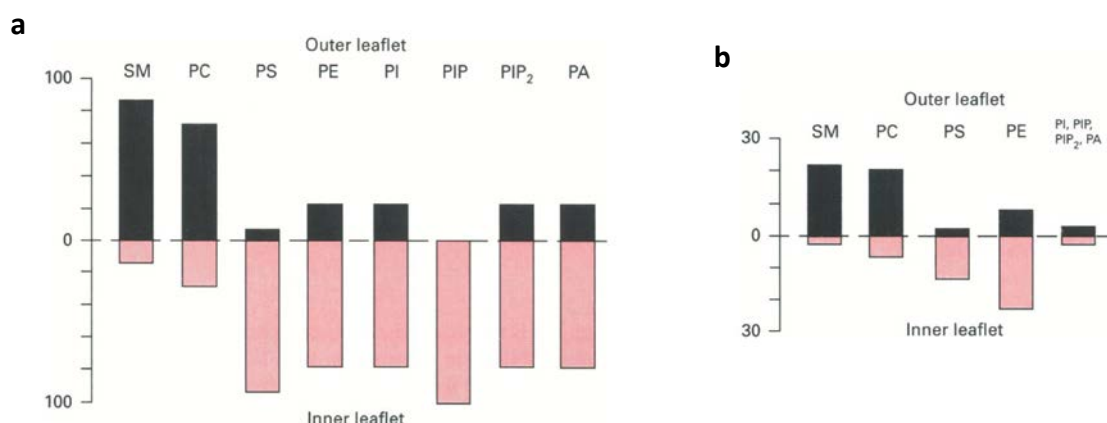 a
Outer leaflet
SM PC PS PE PI PIP PIP₂ PA
100
0
100
Inner leaflet
b
Outer leaflet
SM PC PS PE PI, PIP,
PIP₂, PA
30
0
30
Inner leaflet